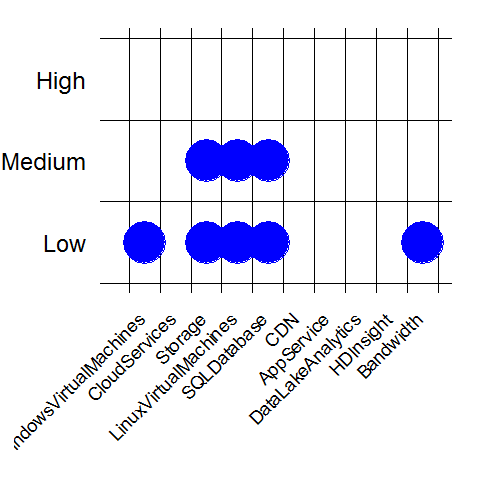 High
Medium
Low
ndowsVirtualMachines
CloudServices
Storage
LinuxVirtualMachines
SQLDatabase
CDN
AppService
DataLakeAnalytics
HDInsight
Bandwidth